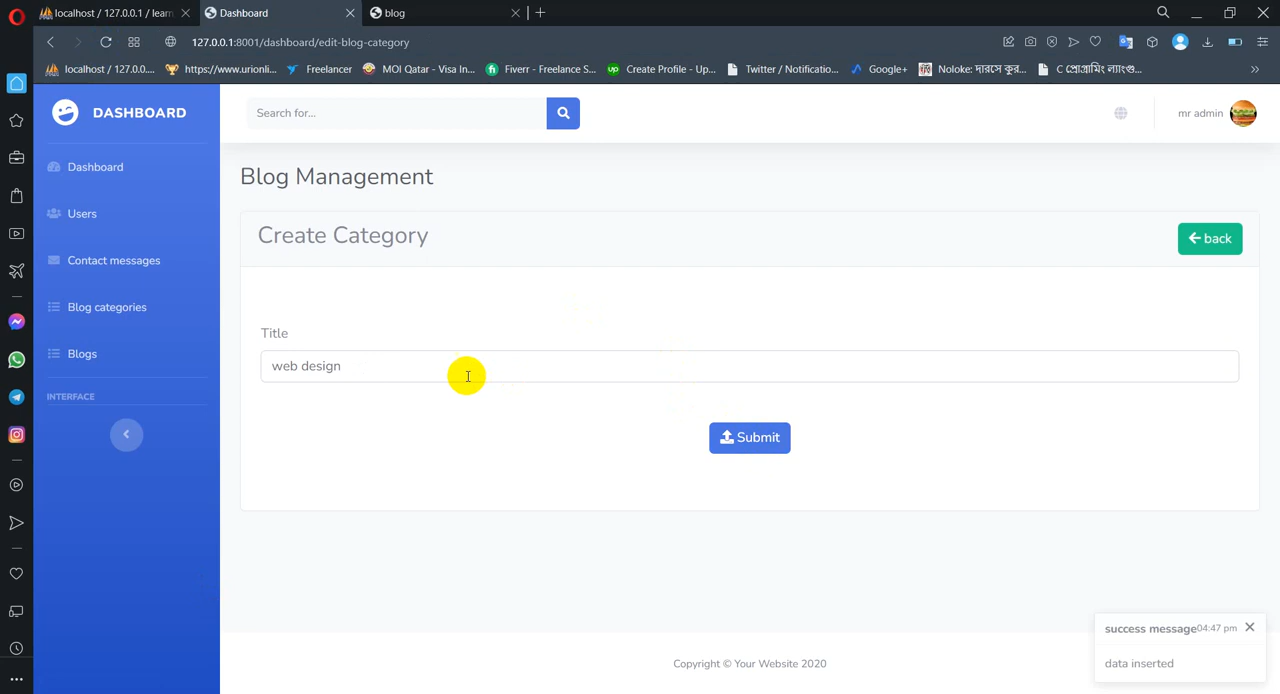 localhost / 127.0.0.1 / learn
Dashboard
blog
127.0.0.1:8001/dashboard/edit-blog-category
localhost / 127.0.0....
https://www.urionli...
Freelancer
MOI Qatar - Visa In...
Fiverr - Freelance S...
Create Profile - Up...
Twitter / Notificatio...
Google+
Noloke: দারসে কুর...
C প্রোগ্রামিং ল্যাংগু...
DASHBOARD
Search for...
mr admin
Dashboard
Users
Contact messages
Blog categories
Blogs
INTERFACE
Blog Management
Create Category
back
Title
web design
Submit
success message 04:47 pm
data inserted
Copyright © Your Website 2020